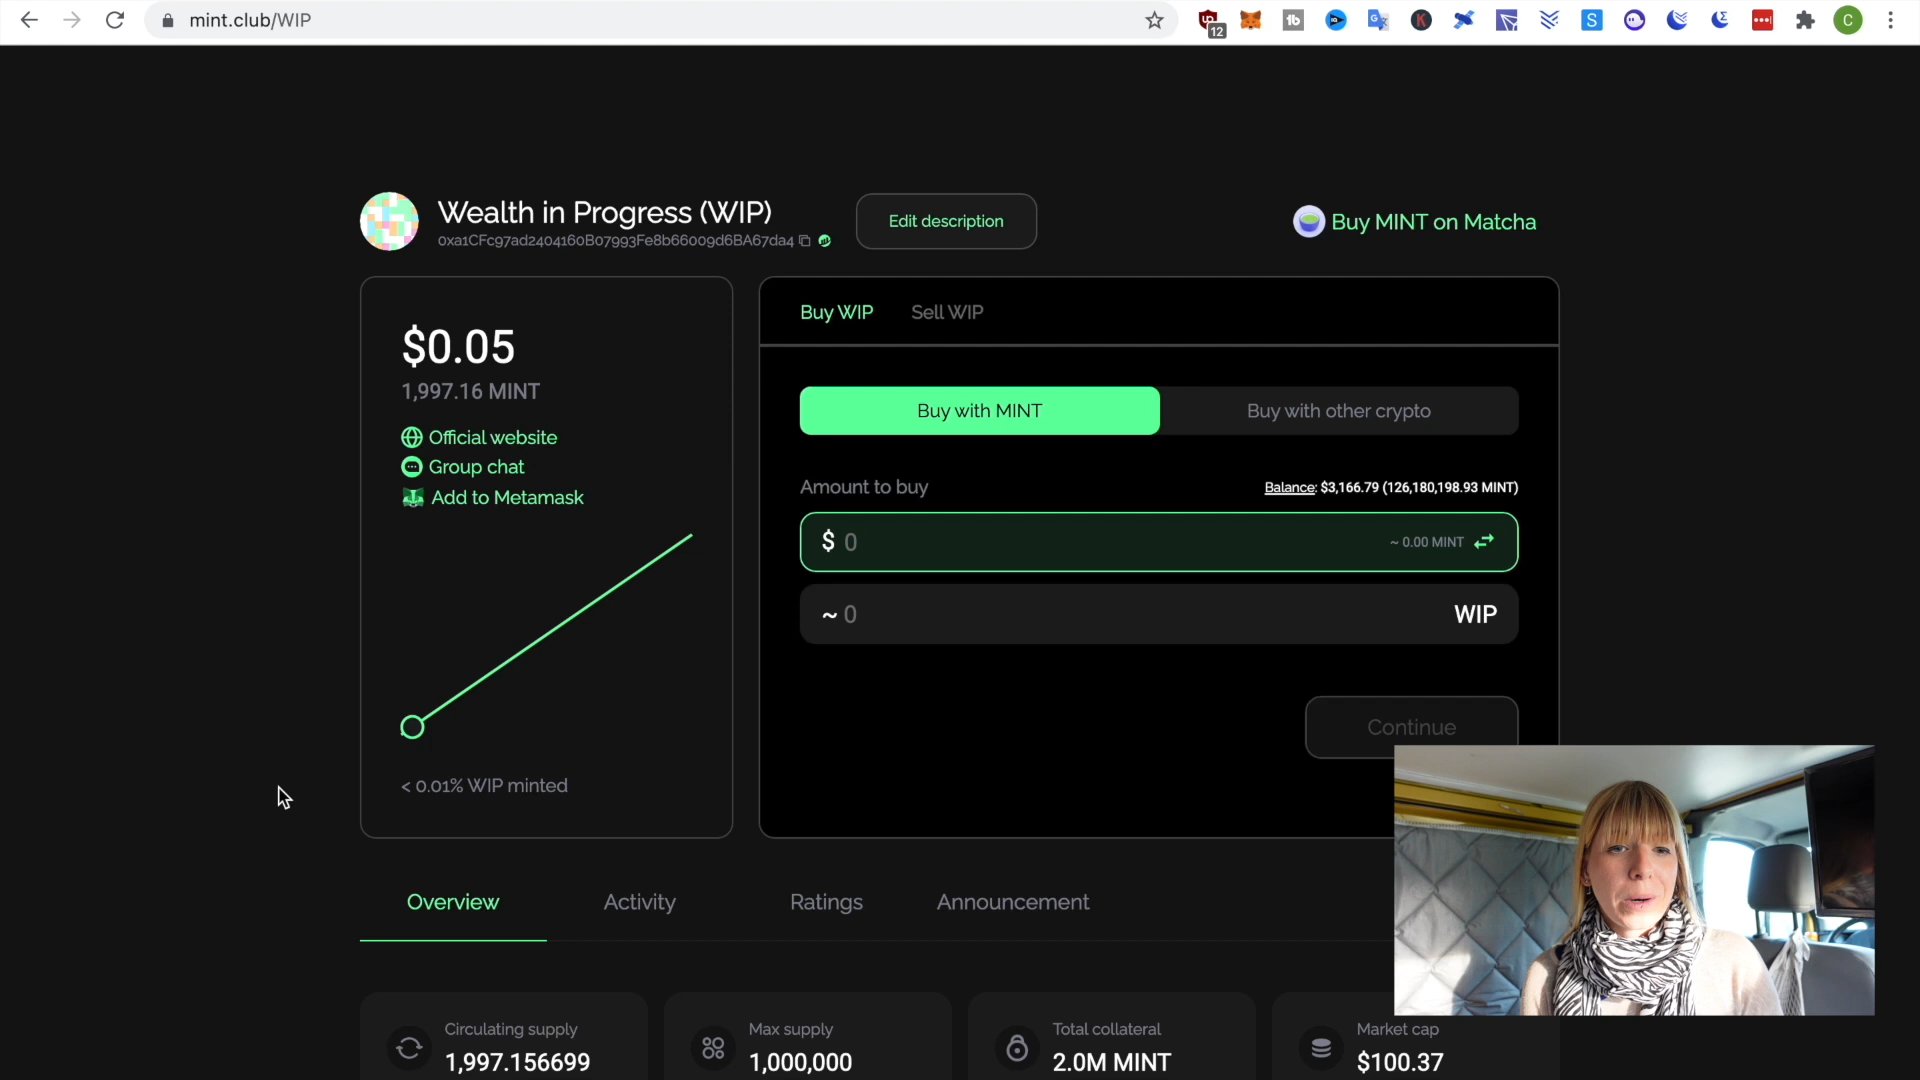 mint.club/WIP
12
C
Wealth in Progress (WIP)
Edit description
Buy MINT on Matcha
$0.05
1,997.16 MINT
Official website
Group chat
Add to Metamask
< 0.01% WIP minted
Buy WIP
Sell WIP
Buy with MINT
Buy with other crypto
Amount to buy
Balance: $3,166.79 (126,180,198.93 MINT)
$ 0
~ 0.00 MINT
~ 0
WIP
Continue
Overview
Activity
Ratings
Announcement
Circulating supply
1,997.156699
Max supply
1,000,000
Total collateral
2.0M MINT
Market cap
$100.37